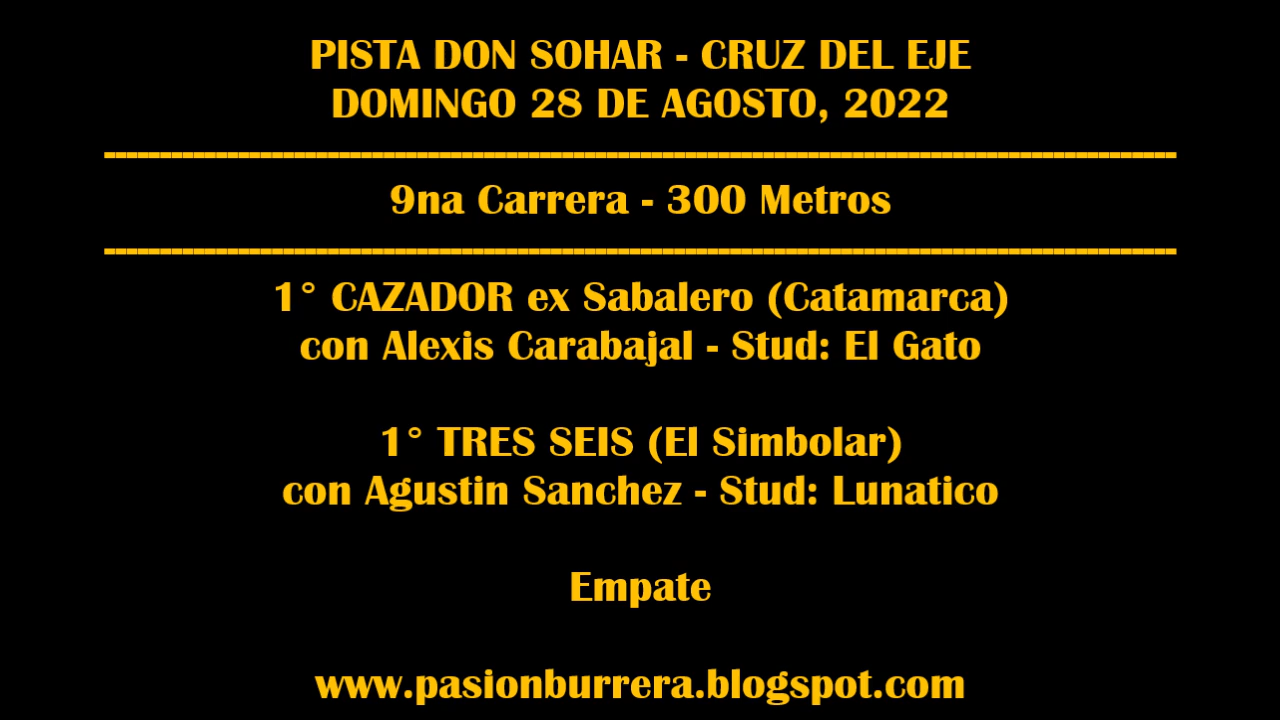 PISTA DON SOHAR - CRUZ DEL EJE
DOMINGO 28 DE AGOSTO, 2022
9na Carrera - 300 Metros
1° CAZADOR ex Sabalero (Catamarca)
con Alexis Carabajal - Stud: El Gato
1° TRES SEIS (El Simbolar)
con Agustin Sanchez - Stud: Lunatico
Empate
www.pasionburrera.blogspot.com